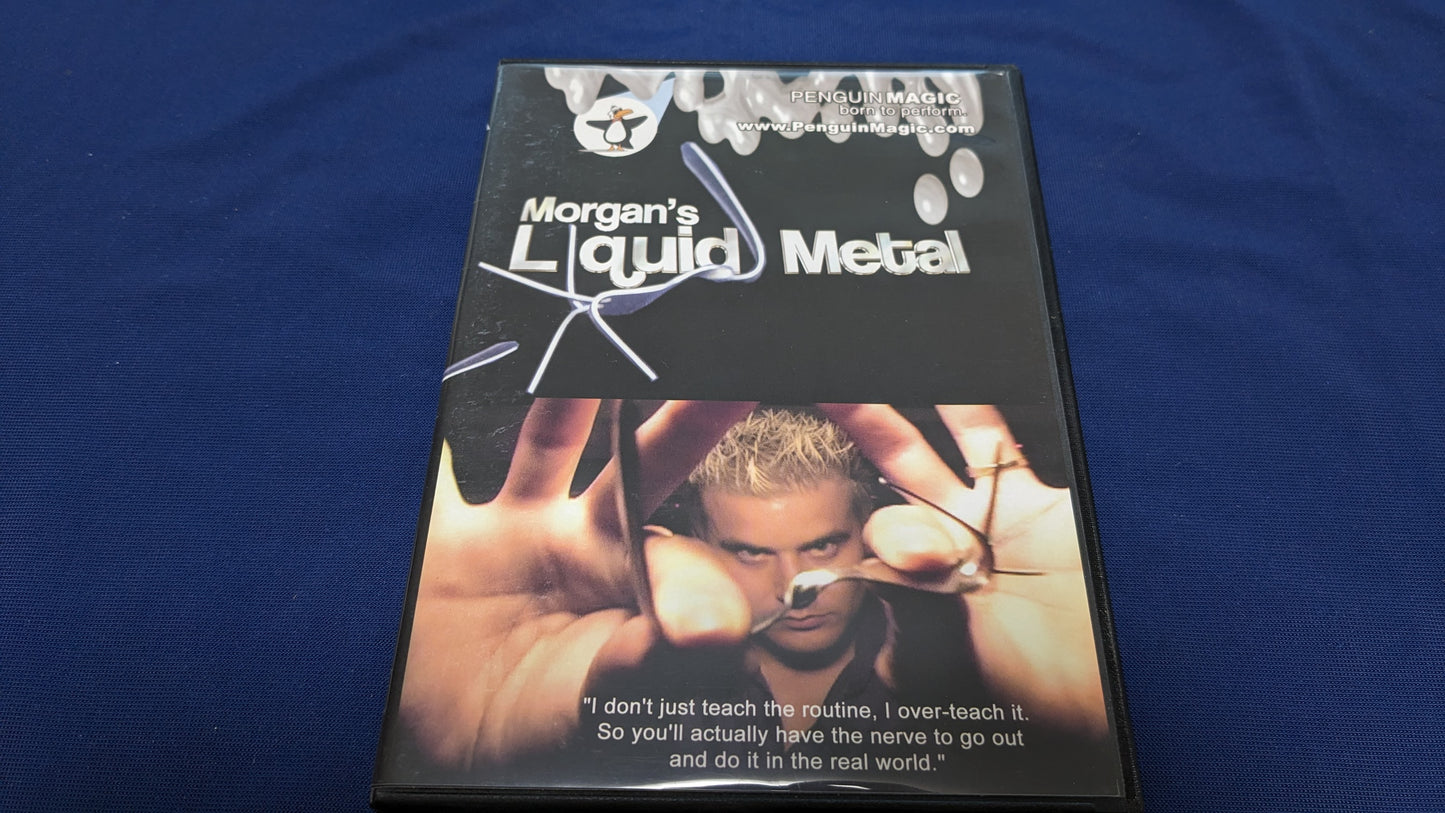 PENGUIN MAGIC
born to perform.
www.PenguinMagic.com
Morgan's
Liquid Metal
"I don't just teach the routine, I over-teach it.
So you'll actually have the nerve to go out
and do it in the real world."